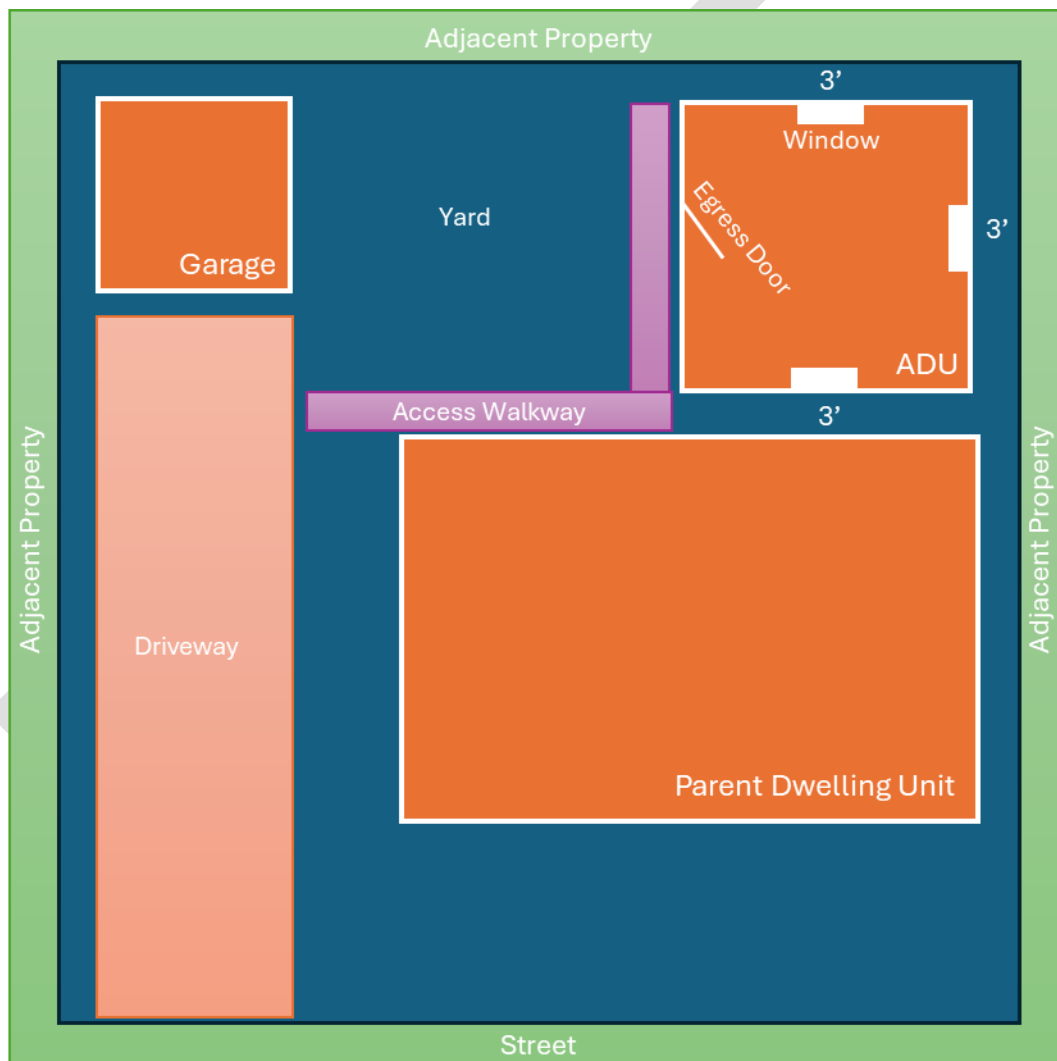 Adjacent Property
3’
Window
Egress Door
Yard
3’
Garage
ADU
Access Walkway
3’
Adjacent Property
Adjacent Property
Driveway
Parent Dwelling Unit
Street